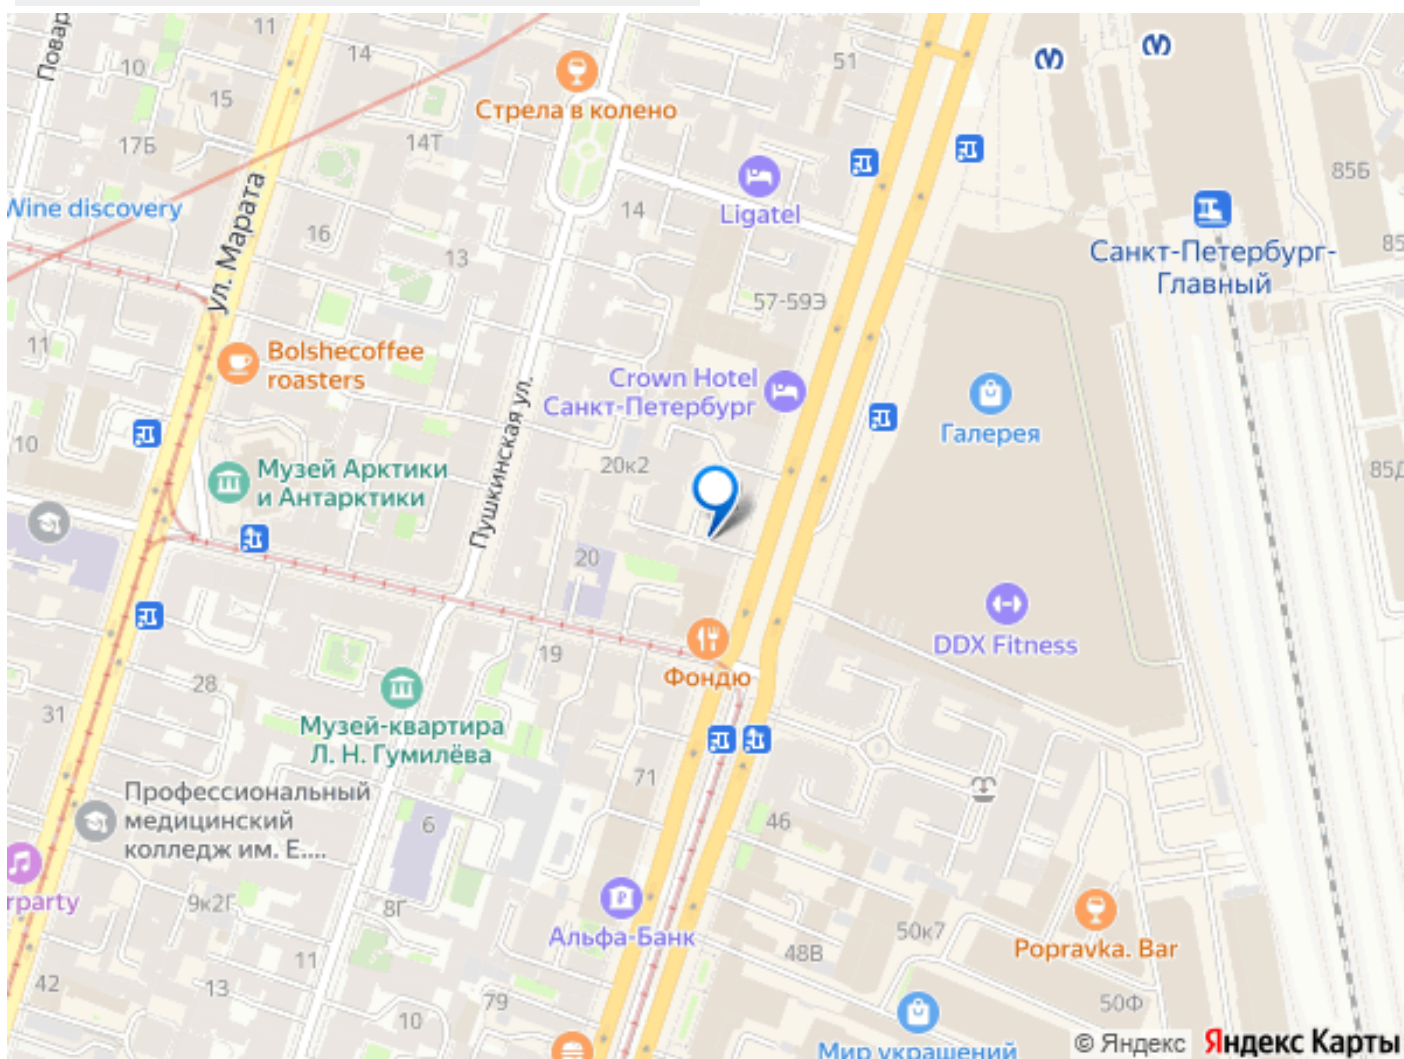 11
14
51
Повар
10
15
Стрела в колено
14Т
17Б
85Б
Wine discovery
ул. Марата
14
Ligatel
16
13
Санкт-Петербург-
Главный
85
57-59Э
11
Bolshecoffee
roasters
Crown Hotel
Санкт-Петербург
Галерея
Пушкинская ул.
10
Музей Арктики
и Антарктики
20к2
85Д
20
DDX Fitness
19
Фондю
28
31
Музей-квартира
Л. Н. Гумилёва
71
Профессиональный
медицинский
колледж им. Е....
6
46
rparty
9к2Г
8Г
Альфа-Банк
50к7
Popravka. Bar
48В
11
42
13
79
10
50Ф
Мир украшений
© Яндекс
Яндекс Карты